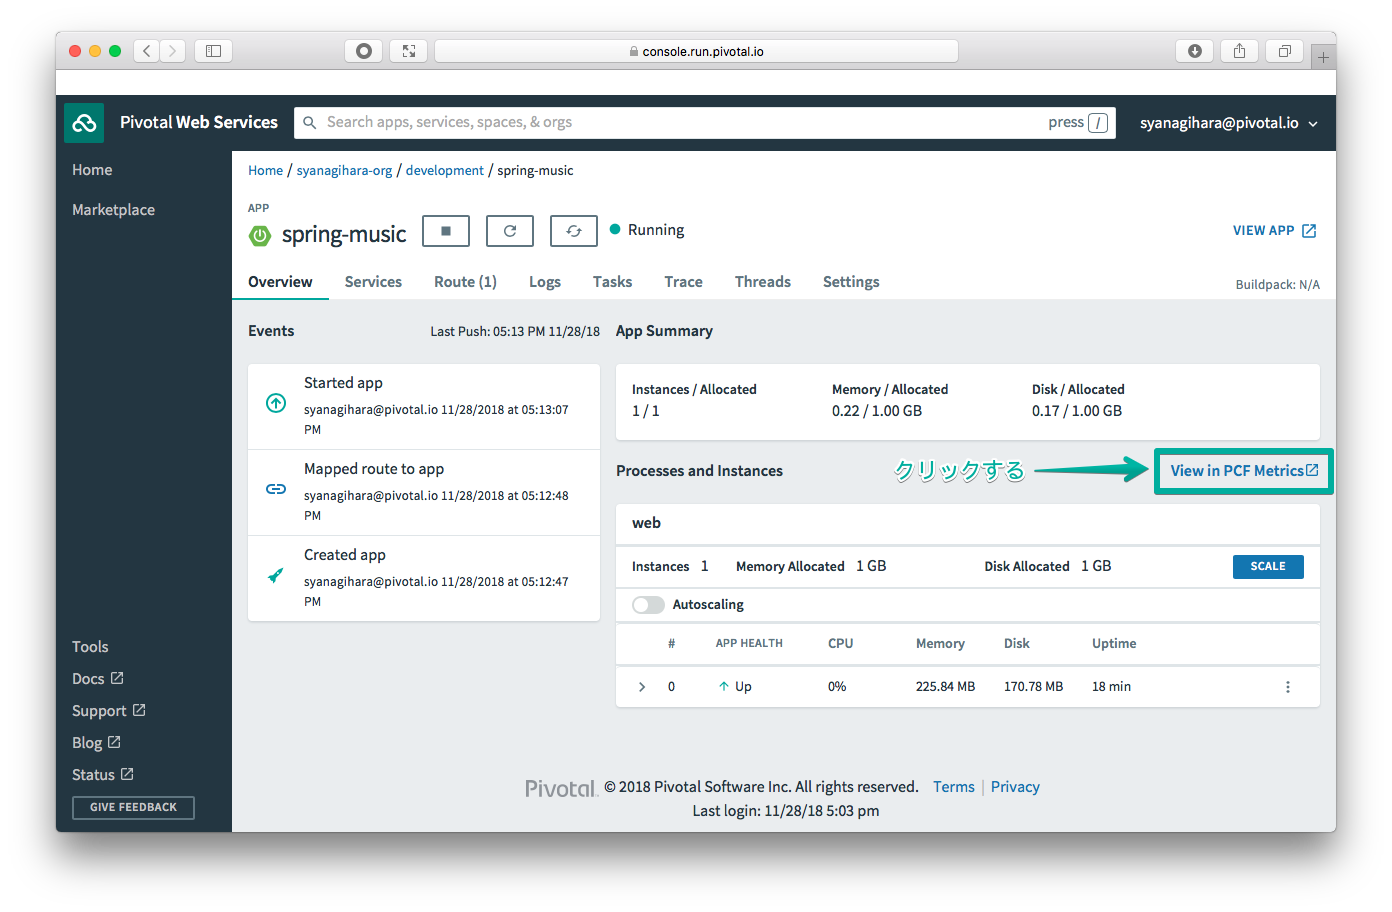 console.run.pivotal.io
Pivotal Web Services
Search apps, services, spaces, & orgs
press /
syanagihara@pivotal.io
Home
Marketplace
Tools
Docs
Support
Blog
Status
GIVE FEEDBACK
Home / syanagihara-org / development / spring-music
APP
spring-music
Running
VIEW APP
Overview Services Route (1) Logs Tasks Trace Threads Settings
Buildpack: N/A
Events
Last Push: 05:13 PM 11/28/18
Started app
syanagihara@pivotal.io 11/28/2018 at 05:13:07
PM
Mapped route to app
syanagihara@pivotal.io 11/28/2018 at 05:12:48
PM
Created app
syanagihara@pivotal.io 11/28/2018 at 05:12:47
PM
App Summary
Instances / Allocated Memory / Allocated Disk / Allocated
1 / 1 0.22 / 1.00 GB 0.17 / 1.00 GB
Processes and Instances
クリックする
View in PCF Metrics
web
Instances 1 Memory Allocated 1 GB Disk Allocated 1 GB SCALE
Autoscaling
# APP HEALTH CPU Memory Disk Uptime
0 Up 0% 225.84 MB 170.78 MB 18 min
Pivotal. © 2018 Pivotal Software Inc. All rights reserved. Terms | Privacy
Last login: 11/28/18 5:03 pm